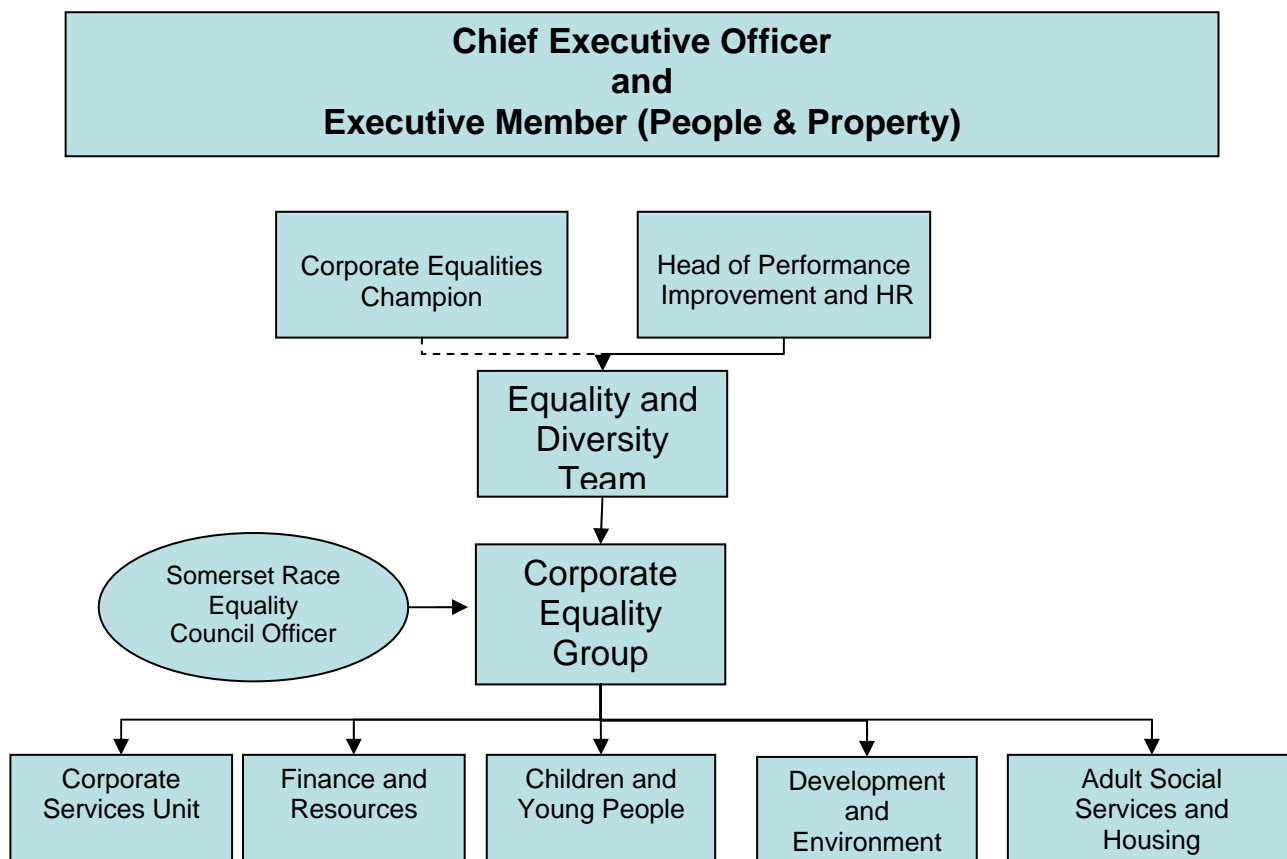 Chief Executive Officer
and
Executive Member (People & Property)
Corporate Equalities
Champion
Head of Performance
Improvement and HR
Equality and
Diversity
Team
Somerset Race
Equality
Council Officer
Corporate
Equality
Group
Corporate
Services Unit
Finance and
Resources
Children and
Young People
Development
and
Environment
Adult Social
Services and
Housing